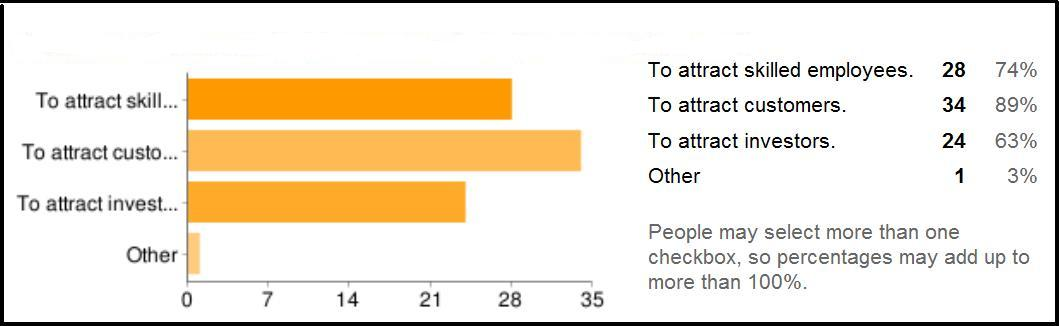 To attract skill...
To attract custo...
To attract invest...
Other
0 7 14 21 28 35
To attract skilled employees. 28 74%
To attract customers. 34 89%
To attract investors. 24 63%
Other 1 3%
People may select more than one
checkbox, so percentages may add up to
more than 100%.